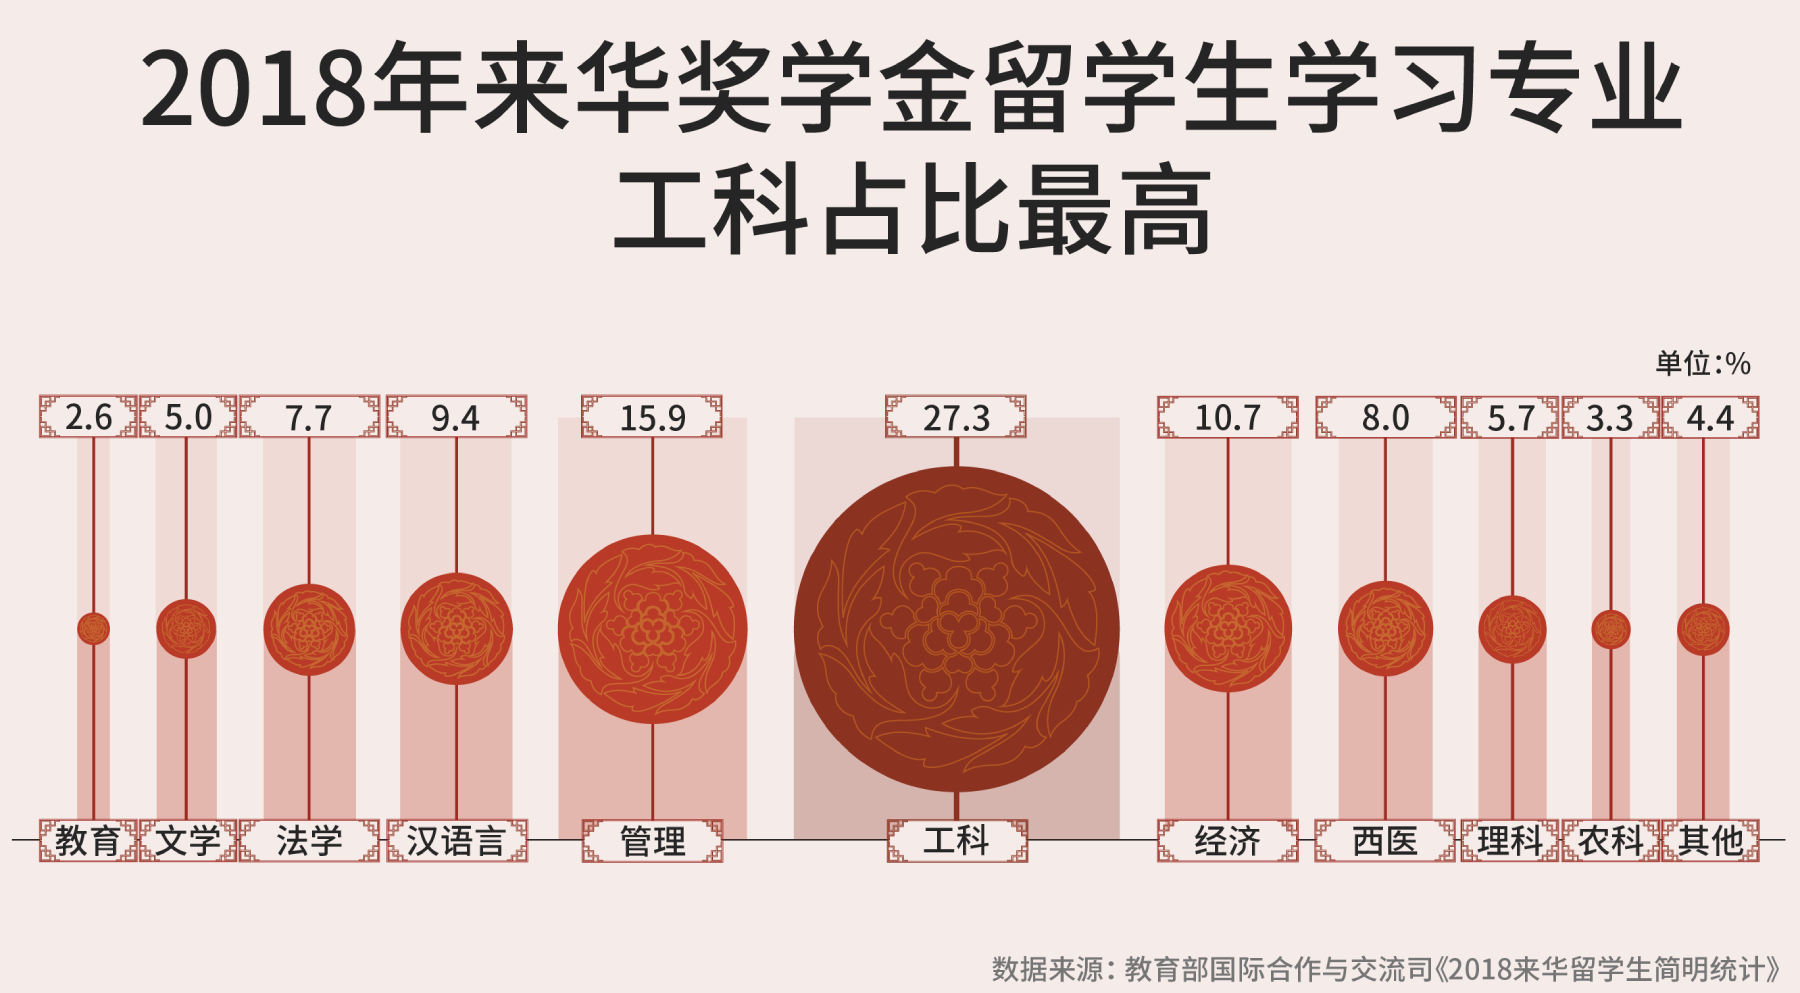 2018年来华奖学金留学生学习专业
工科占比最高
单位:%
2.6 5.0 7.7 9.4 15.9 27.3 10.7 8.0 5.7 3.3 4.4
教育 文学 法学 汉语言 管理 工科 经济 西医 理科 农科 其他
数据来源：教育部国际合作与交流司《2018来华留学生简明统计》